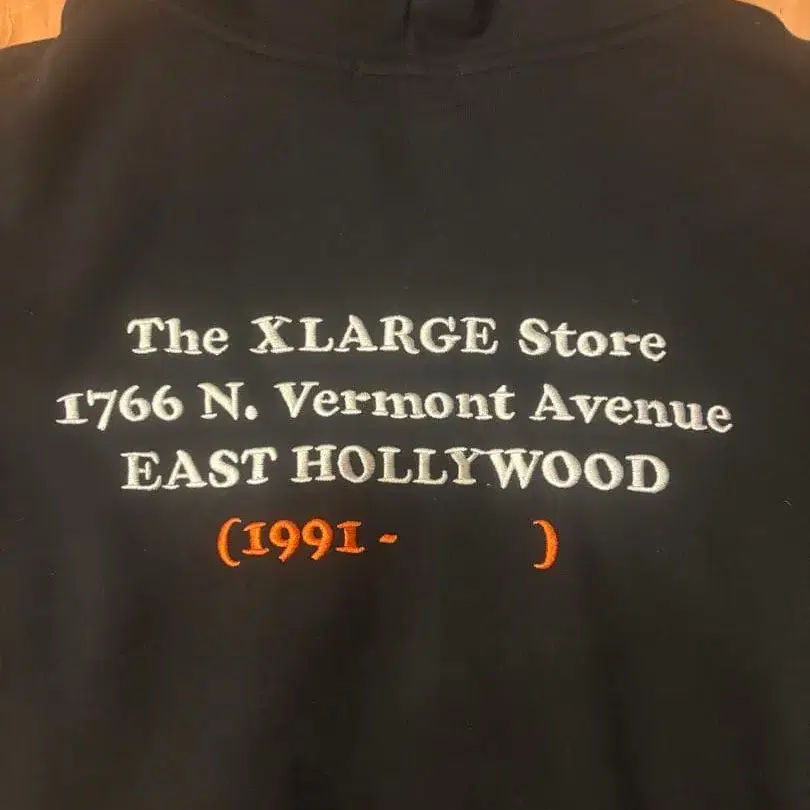 The XLARGE Store
1766 N. Vermont Avenue
EAST HOLLYWOOD
(1991 -        )